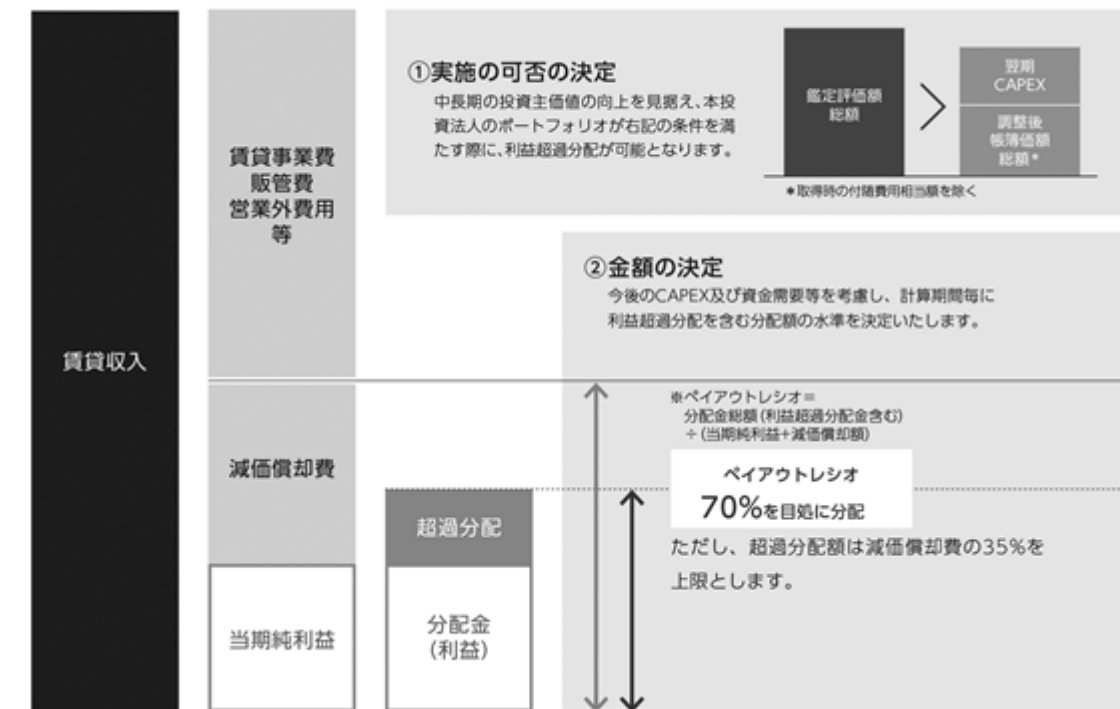 賃貸収入
賃貸事業費
販管費
営業外費用
等
減価償却費
当期純利益
超過分配
分配金
(利益)
①実施の可否の決定
中長期の投資主価値の向上を見据え、本投
資法人のポートフォリオが右記の条件を満
たす際に、利益超過分配が可能となります。
鑑定評価額
総額
翌期
CAPEX
調整後
帳簿価額
総額*
*取得時の付随費用相当額を除く
②金額の決定
今後のCAPEX及び資金需要等を考慮し、計算期間毎に
利益超過分配を含む分配額の水準を決定いたします。
※ペイアウトレシオ=
分配金総額(利益超過分配金含む)
÷(当期純利益+減価償却額)
ペイアウトレシオ
70%を目処に分配
ただし、超過分配額は減価償却費の35%を
上限とします。